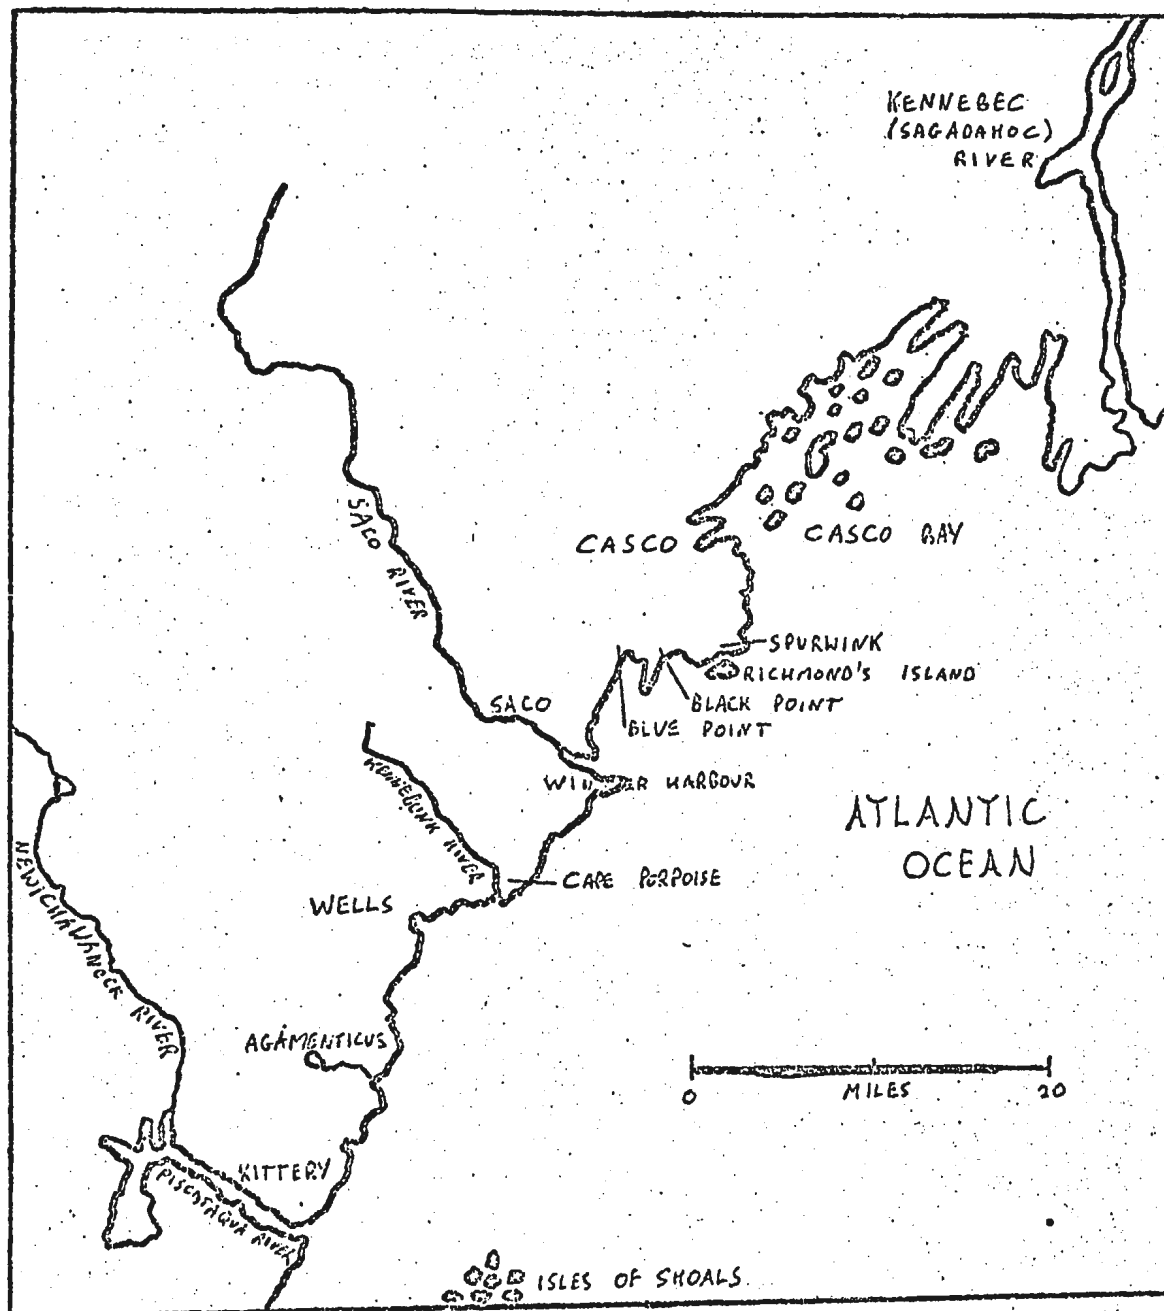 KENNEBEC
(SAGADAHOC)
RIVER
SACO RIVER
CASCO
CASCO BAY
SPURWINK
RICHMOND'S ISLAND
BLACK POINT
BLUE POINT
SACO
WINTER HARBOUR
KENNEBUNK RIVER
ATLANTIC
OCEAN
CAPE PORPOISE
WELLS
NEWICHAWANOCK RIVER
AGAMENTICUS
0 20
MILES
KITTERY
PISCATAQUA RIVER
ISLES OF SHOALS